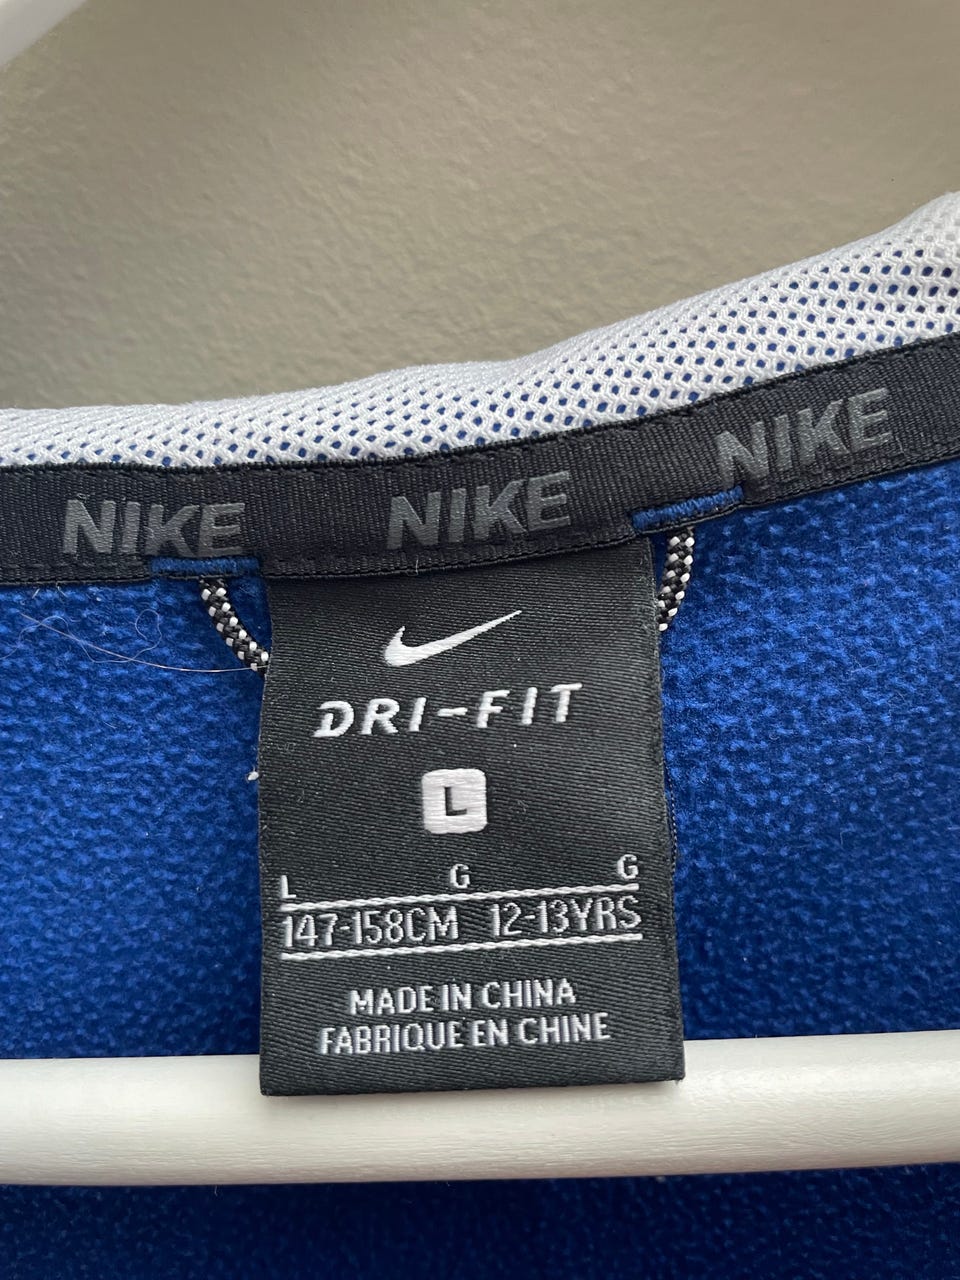 NIKE NIKE NIKE
DRI-FIT
L
L G G
147-158CM 12-13YRS
MADE IN CHINA
FABRIQUE EN CHINE